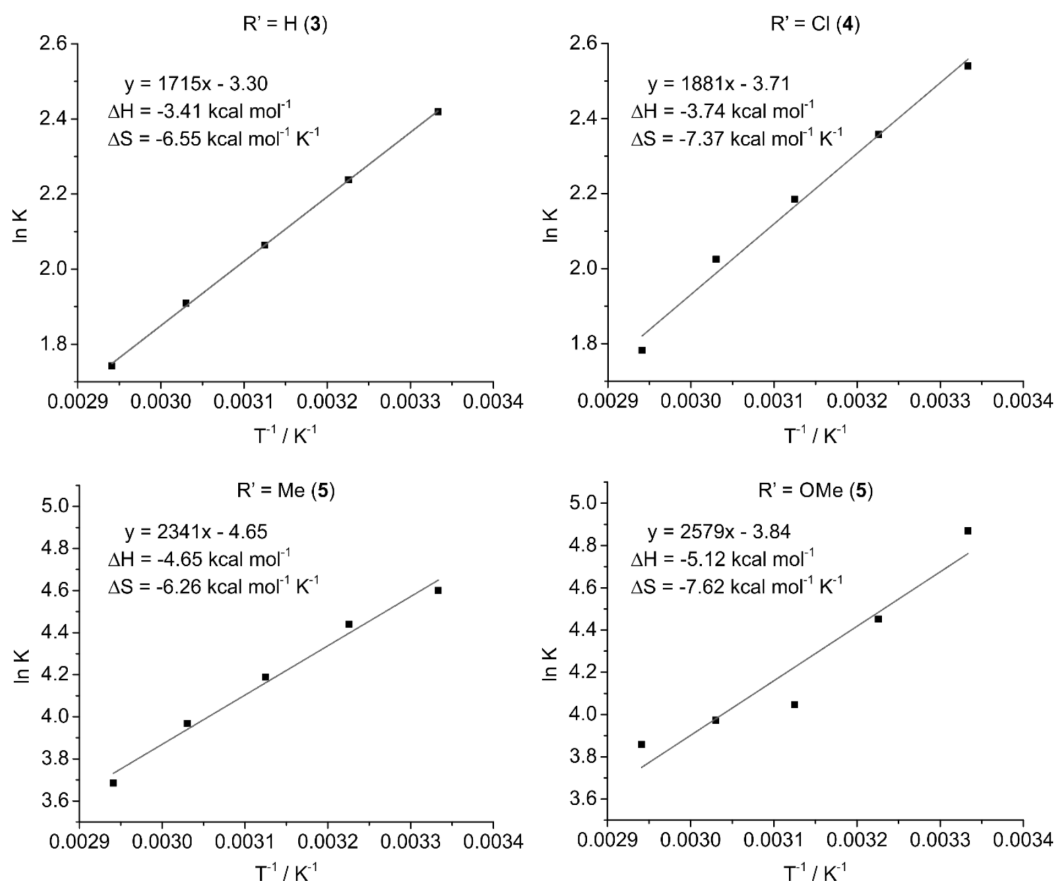 R' = H (3)
y = 1715x - 3.30
ΔH = -3.41 kcal mol⁻¹
ΔS = -6.55 kcal mol⁻¹ K⁻¹
ln K
2.6
2.4
2.2
2.0
1.8
0.0029 0.0030 0.0031 0.0032 0.0033 0.0034
T⁻¹ / K⁻¹
R' = Cl (4)
y = 1881x - 3.71
ΔH = -3.74 kcal mol⁻¹
ΔS = -7.37 kcal mol⁻¹ K⁻¹
ln K
2.6
2.4
2.2
2.0
1.8
0.0029 0.0030 0.0031 0.0032 0.0033 0.0034
T⁻¹ / K⁻¹
R' = Me (5)
y = 2341x - 4.65
ΔH = -4.65 kcal mol⁻¹
ΔS = -6.26 kcal mol⁻¹ K⁻¹
ln K
5.0
4.8
4.6
4.4
4.2
4.0
3.8
3.6
0.0029 0.0030 0.0031 0.0032 0.0033 0.0034
T⁻¹ / K⁻¹
R' = OMe (5)
y = 2579x - 3.84
ΔH = -5.12 kcal mol⁻¹
ΔS = -7.62 kcal mol⁻¹ K⁻¹
ln K
5.0
4.8
4.6
4.4
4.2
4.0
3.8
3.6
0.0029 0.0030 0.0031 0.0032 0.0033 0.0034
T⁻¹ / K⁻¹